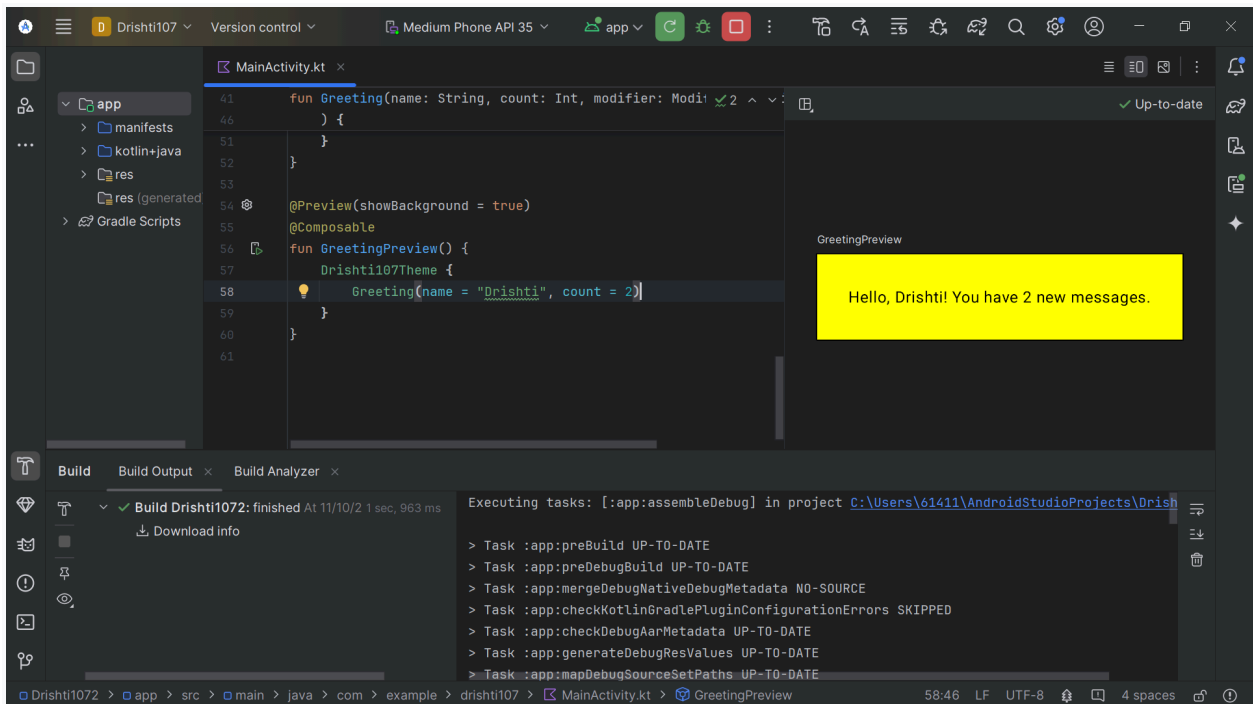 D Drishti107 Version control Medium Phone API 35 app
MainActivity.kt
app
manifests
kotlin+java
res
res (generated
Gradle Scripts
41 fun Greeting(name: String, count: Int, modifier: Modif 2
46 ) {
51 }
52 }
53
54 @Preview(showBackground = true)
55 @Composable
56 fun GreetingPreview() {
57 Drishti107Theme {
58 Greeting(name = "Drishti", count = 2)
59 }
60 }
61
Up-to-date
GreetingPreview
Hello, Drishti! You have 2 new messages.
Build Build Output Build Analyzer
Build Drishti1072: finished At 11/10/2 1 sec, 963 ms
Download info
Executing tasks: [:app:assembleDebug] in project C:\Users\61411\AndroidStudioProjects\Drish
> Task :app:preBuild UP-TO-DATE
> Task :app:preDebugBuild UP-TO-DATE
> Task :app:mergeDebugNativeDebugMetadata NO-SOURCE
> Task :app:checkKotlinGradlePluginConfigurationErrors SKIPPED
> Task :app:checkDebugAarMetadata UP-TO-DATE
> Task :app:generateDebugResValues UP-TO-DATE
> Task :app:mapDebugSourceSetPaths UP-TO-DATE
Drishti1072 > app > src > main > java > com > example > drishti107 > MainActivity.kt > GreetingPreview 58:46 LF UTF-8 4 spaces